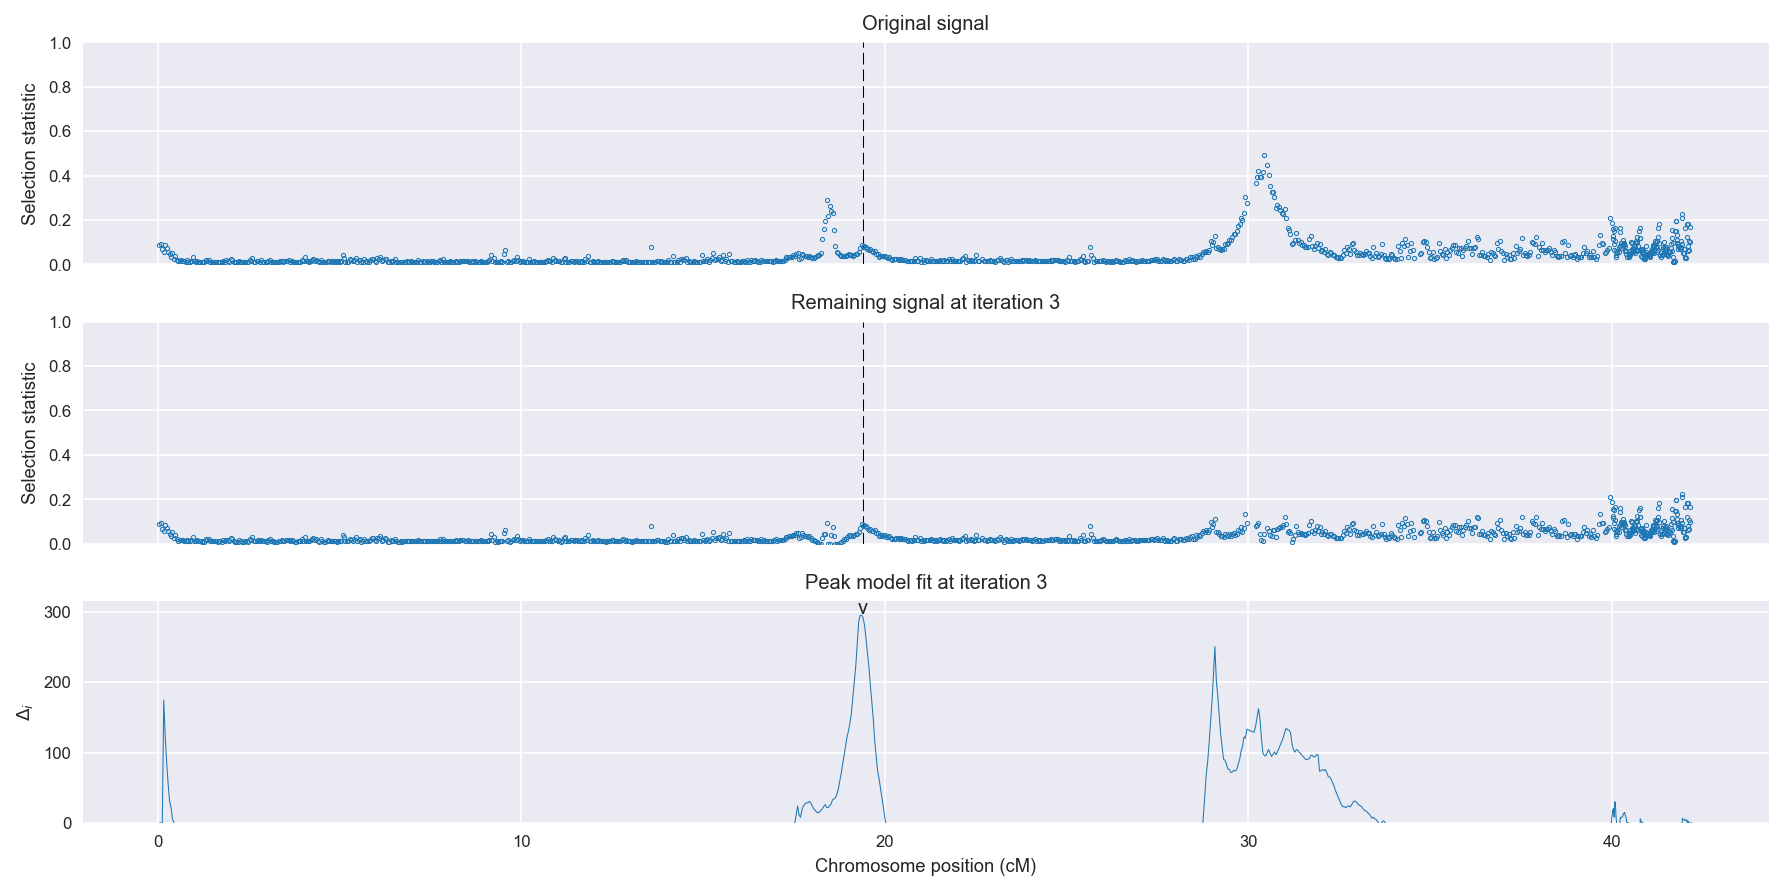 Original signal
1.0
0.8
0.6
0.4
0.2
0.0
Selection statistic
Remaining signal at iteration 3
1.0
0.8
0.6
0.4
0.2
0.0
Selection statistic
Peak model fit at iteration 3
v
300
200
100
0
Δi
0 10 20 30 40
Chromosome position (cM)